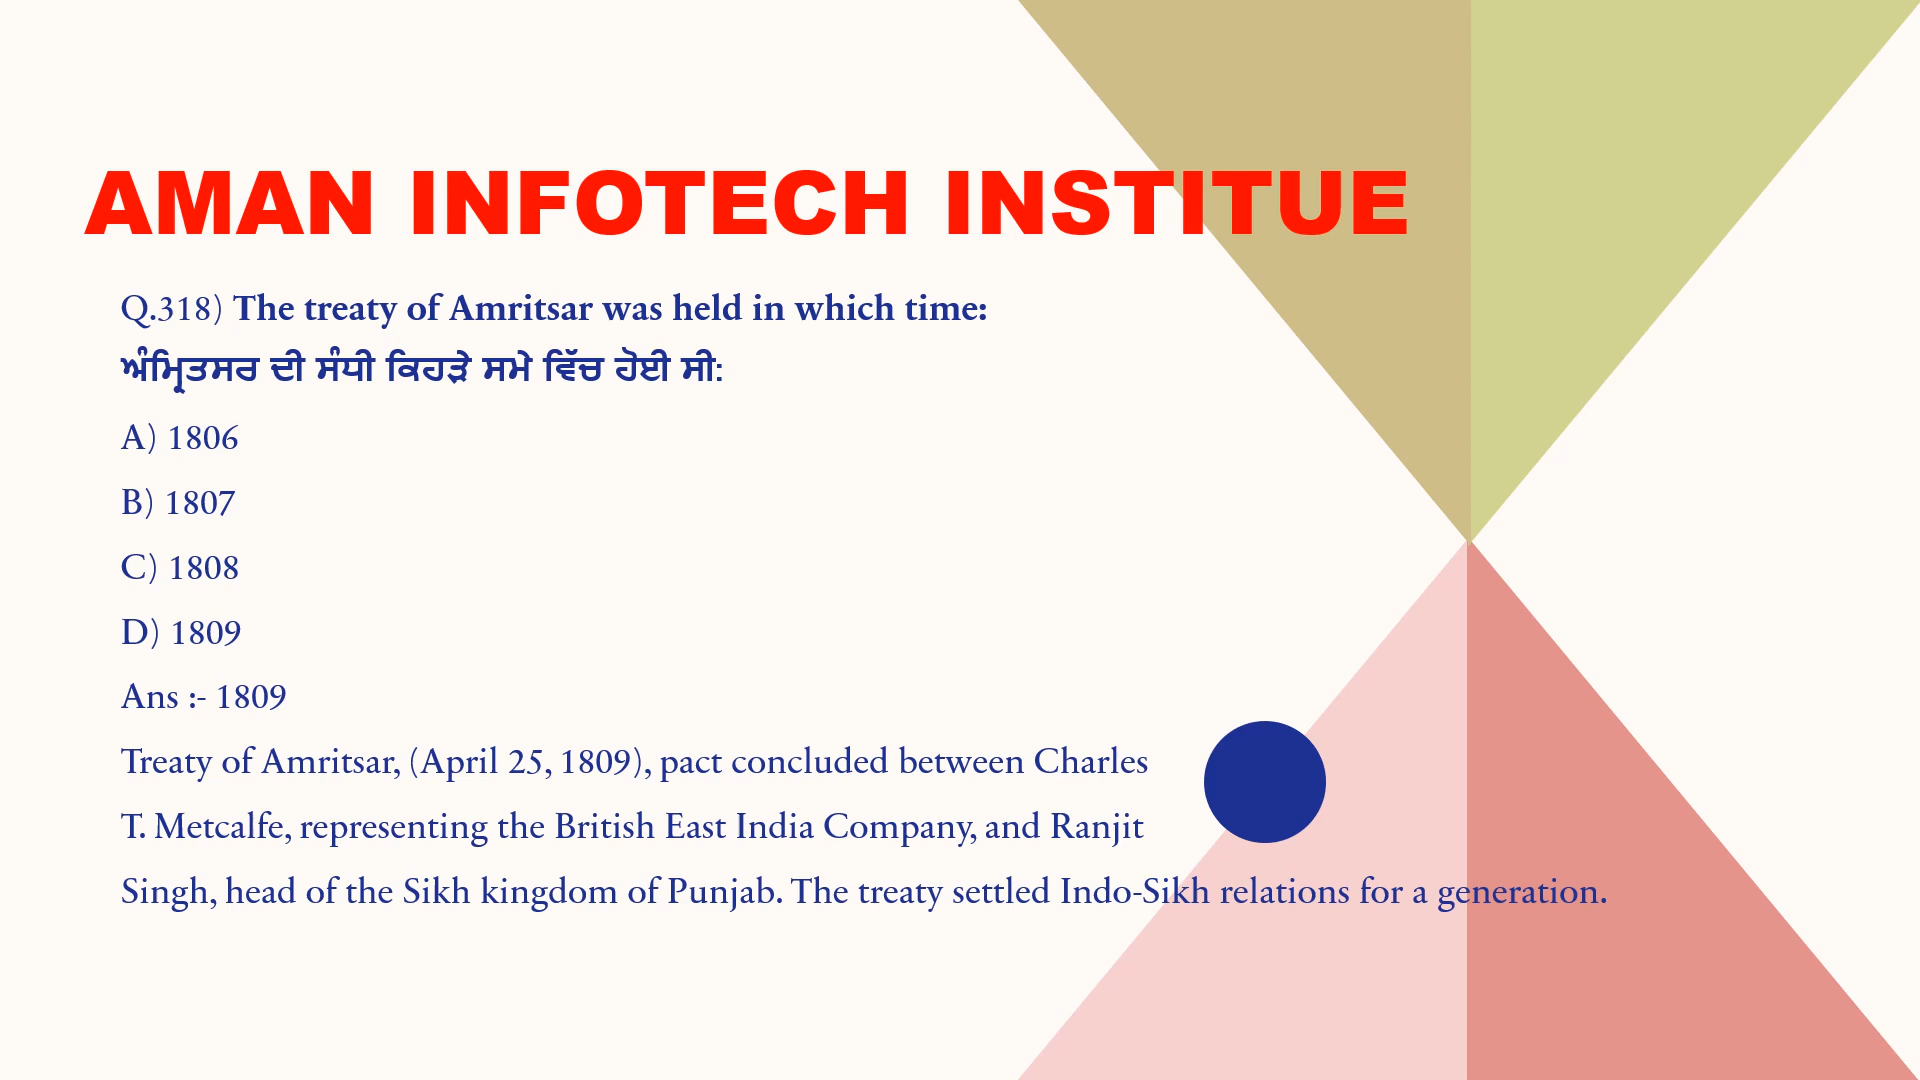 AMAN INFOTECH INSTITUE
Q.318) The treaty of Amritsar was held in which time:
ਅੰਮ੍ਰਿਤਸਰ ਦੀ ਸੰਧੀ ਕਿਹੜੇ ਸਮੇ ਵਿੱਚ ਹੋਈ ਸੀ:
A) 1806
B) 1807
C) 1808
D) 1809
Ans :- 1809
Treaty of Amritsar, (April 25, 1809), pact concluded between Charles
T. Metcalfe, representing the British East India Company, and Ranjit
Singh, head of the Sikh kingdom of Punjab. The treaty settled Indo-Sikh relations for a generation.